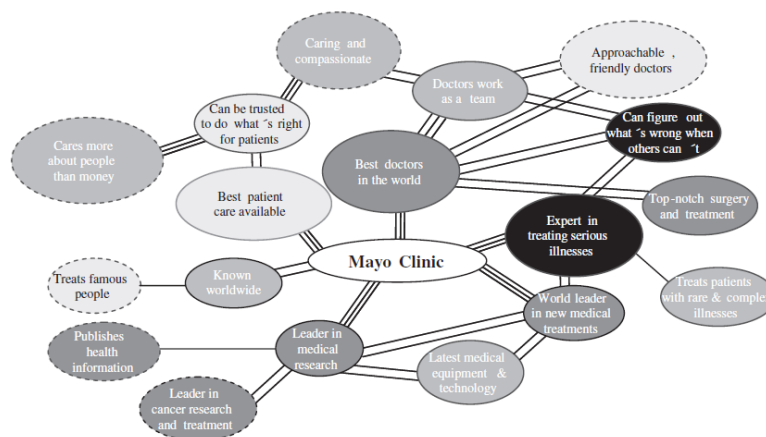 Caring and
compassionate
Approachable ,
friendly doctors
Doctors work
as a team
Can be trusted
to do what ´s right
for patients
Can figure out
what ´s wrong when
others can ´t
Cares more
about people
than money
Best doctors
in the world
Best patient
care available
Top-notch surgery
and treatment
Expert in
treating serious
illnesses
Mayo Clinic
Treats famous
people
Known
worldwide
Treats patients
with rare & complex
illnesses
World leader
in new medical
treatments
Publishes
health
information
Leader in
medical
research
Latest medical
equipment &
technology
Leader in
cancer research
and treatment